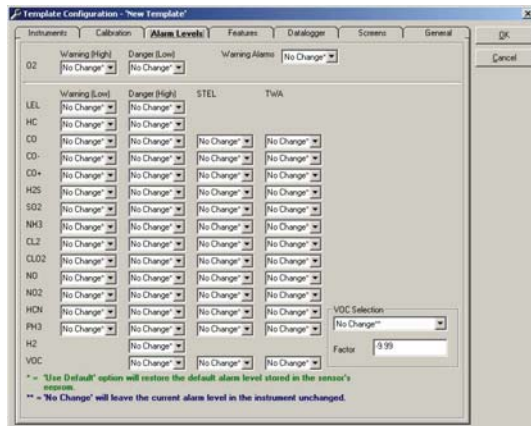 Template Configuration - 'New Template'
Instruments Calibration Alarm Levels Features Datalogger Screens General
OK
Cancel
Warning (High) Danger (Low) Warning Alarms No Change*
O2 No Change* No Change*
Warning (Low) Danger (High) STEL TWA
LEL No Change* No Change*
HC No Change* No Change*
CO No Change* No Change* No Change* No Change*
CO- No Change* No Change* No Change* No Change*
CO+ No Change* No Change* No Change* No Change*
H2S No Change* No Change* No Change* No Change*
SO2 No Change* No Change* No Change* No Change*
NH3 No Change* No Change* No Change* No Change*
CL2 No Change* No Change* No Change* No Change*
CLO2 No Change* No Change* No Change* No Change*
NO No Change* No Change* No Change* No Change*
NO2 No Change* No Change* No Change* No Change*
HCN No Change* No Change* No Change* No Change*
PH3 No Change* No Change* No Change* No Change*
H2 No Change*
VOC No Change* No Change* No Change*
VOC Selection
No Change**
Factor -9.99
* = 'Use Default' option will restore the default alarm level stored in the sensor's
eeprom.
** = 'No Change' will leave the current alarm level in the instrument unchanged.